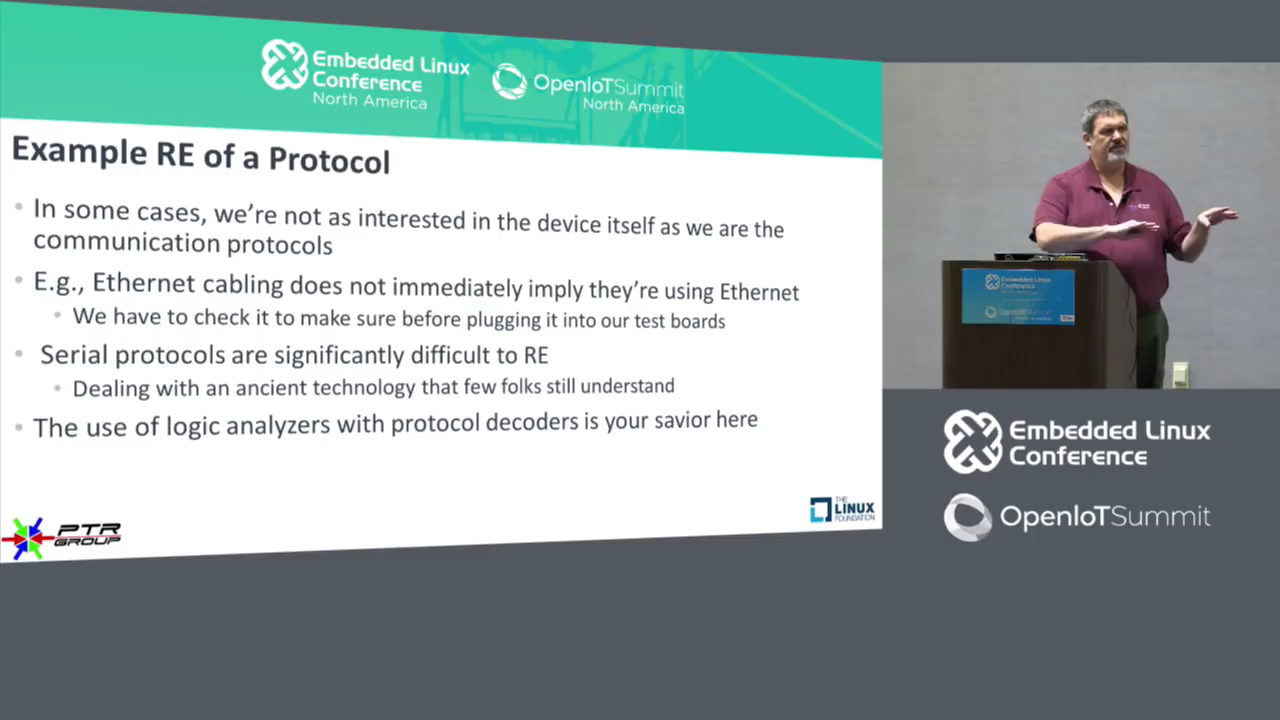 Embedded Linux
Conference
North America
OpenIoTSummit
North America
Example RE of a Protocol
In some cases, we're not as interested in the device itself as we are the
communication protocols
E.g., Ethernet cabling does not immediately imply they're using Ethernet
We have to check it to make sure before plugging it into our test boards
Serial protocols are significantly difficult to RE
Dealing with an ancient technology that few folks still understand
The use of logic analyzers with protocol decoders is your savior here
PTR
GROUP
THE
LINUX
FOUNDATION
Embedded Linux
Conference
OpenIoTSummit
Embedded Linux
Conference
OpenIoTSummit